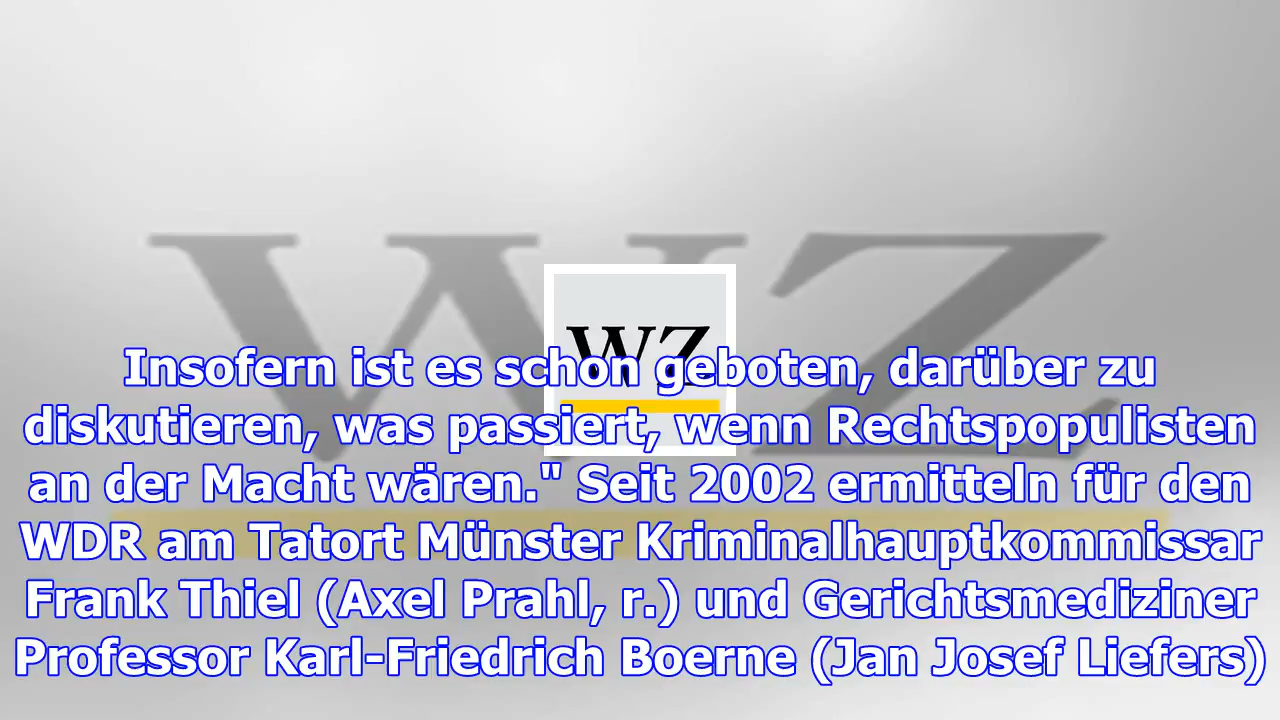 WZ
WZ
Insofern ist es schon geboten, darüber zu
diskutieren, was passiert, wenn Rechtspopulisten
an der Macht wären." Seit 2002 ermitteln für den
WDR am Tatort Münster Kriminalhauptkommissar
Frank Thiel (Axel Prahl, r.) und Gerichtsmediziner
Professor Karl-Friedrich Boerne (Jan Josef Liefers)